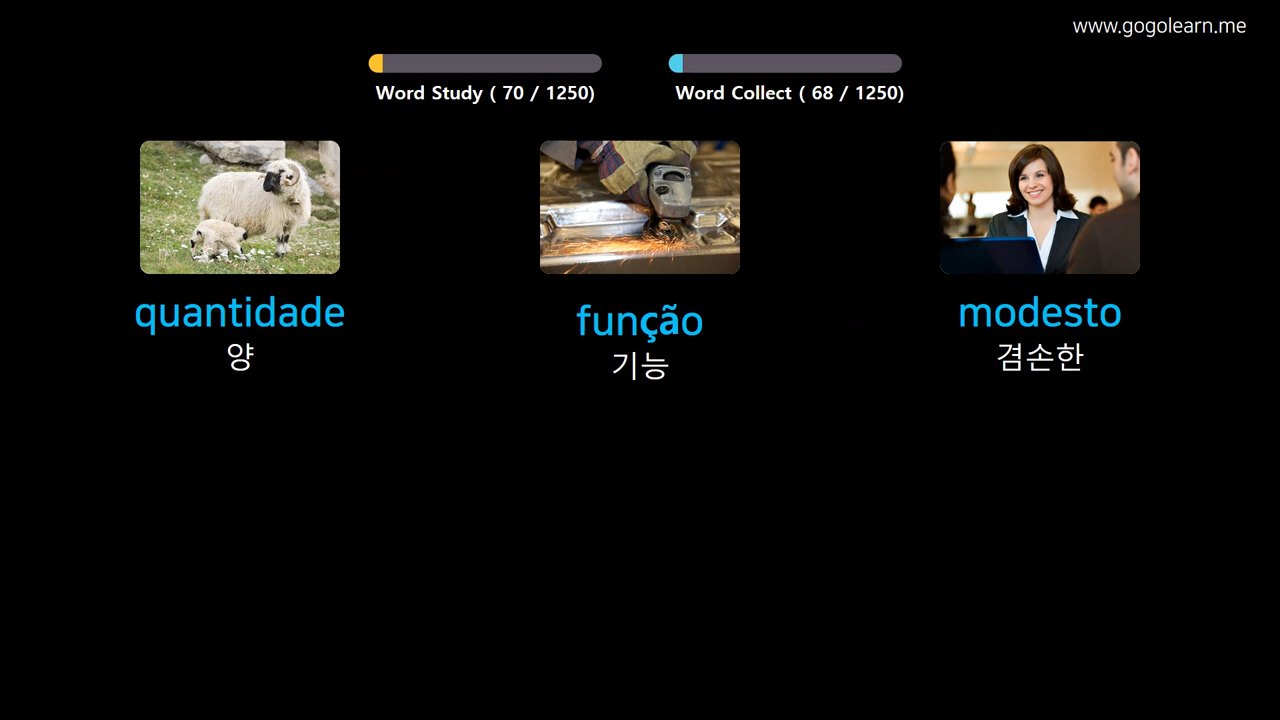 www.gogolearn.me
Word Study ( 70 / 1250)
Word Collect ( 68 / 1250)
quantidade
양
função
기능
modesto
겸손한